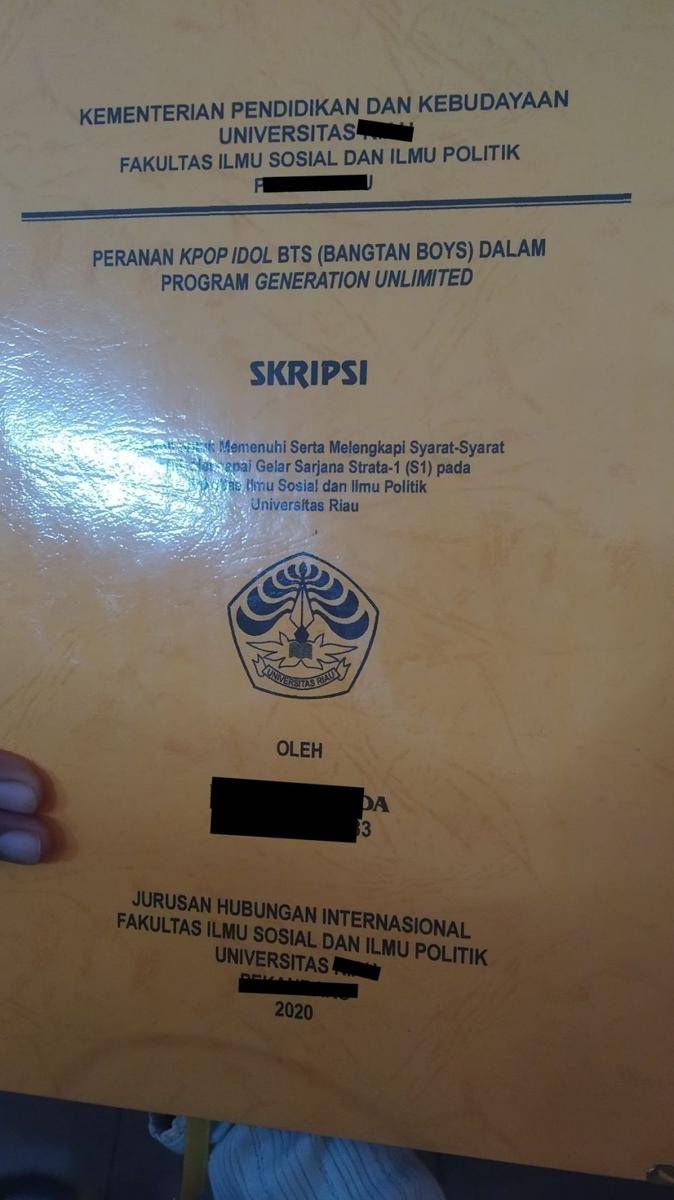 KEMENTERIAN PENDIDIKAN DAN KEBUDAYAAN
UNIVERSITAS
FAKULTAS ILMU SOSIAL DAN ILMU POLITIK
PERANAN KPOP IDOL BTS (BANGTAN BOYS) DALAM
PROGRAM GENERATION UNLIMITED
SKRIPSI
Memenuhi Serta Melengkapi Syarat-Syarat
Gelar Sarjana Strata-1 (S1) pada
Ilmu Sosial dan Ilmu Politik
Universitas Riau
UNIVERSITAS RIAU
OLEH
JURUSAN HUBUNGAN INTERNASIONAL
FAKULTAS ILMU SOSIAL DAN ILMU POLITIK
UNIVERSITAS
2020